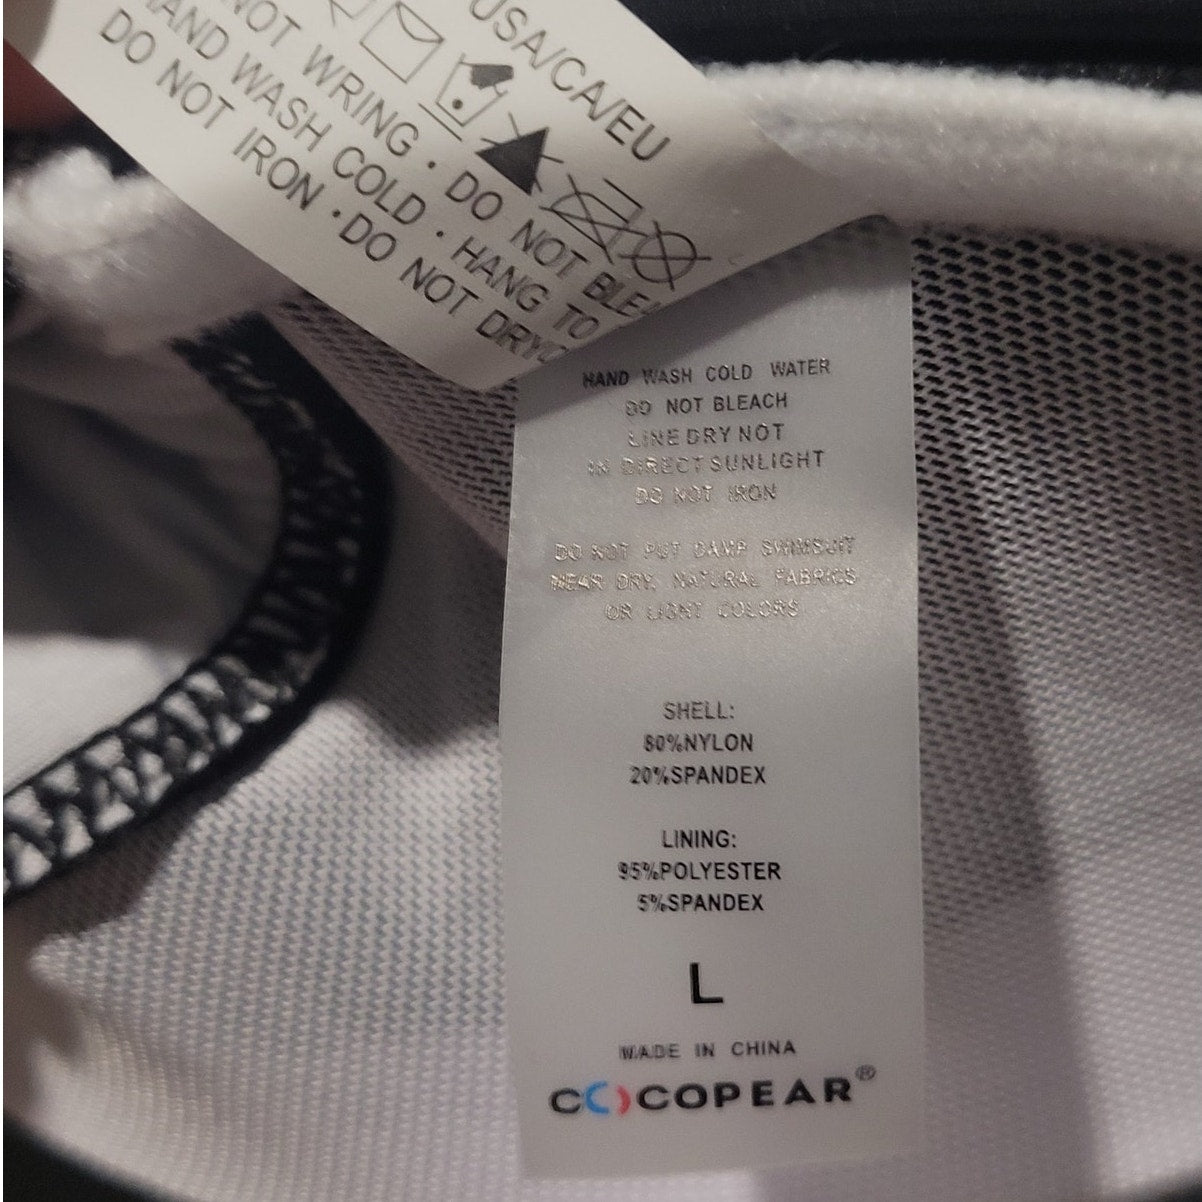 USA/CA/EU
NOT WRING · DO NOT BLEA
HAND WASH COLD · HANG TO
DO NOT IRON · DO NOT DRYC
HAND WASH COLD WATER
DO NOT BLEACH
LINE DRY NOT
IN DIRECT SUNLIGHT
DO NOT IRON
DO NOT PUT DAMP SWIMSUIT
NEAR DRY, NATURAL FABRICS
OR LIGHT COLORS
SHELL:
80%NYLON
20%SPANDEX
LINING:
95%POLYESTER
5%SPANDEX
L
MADE IN CHINA
COCOPEAR®